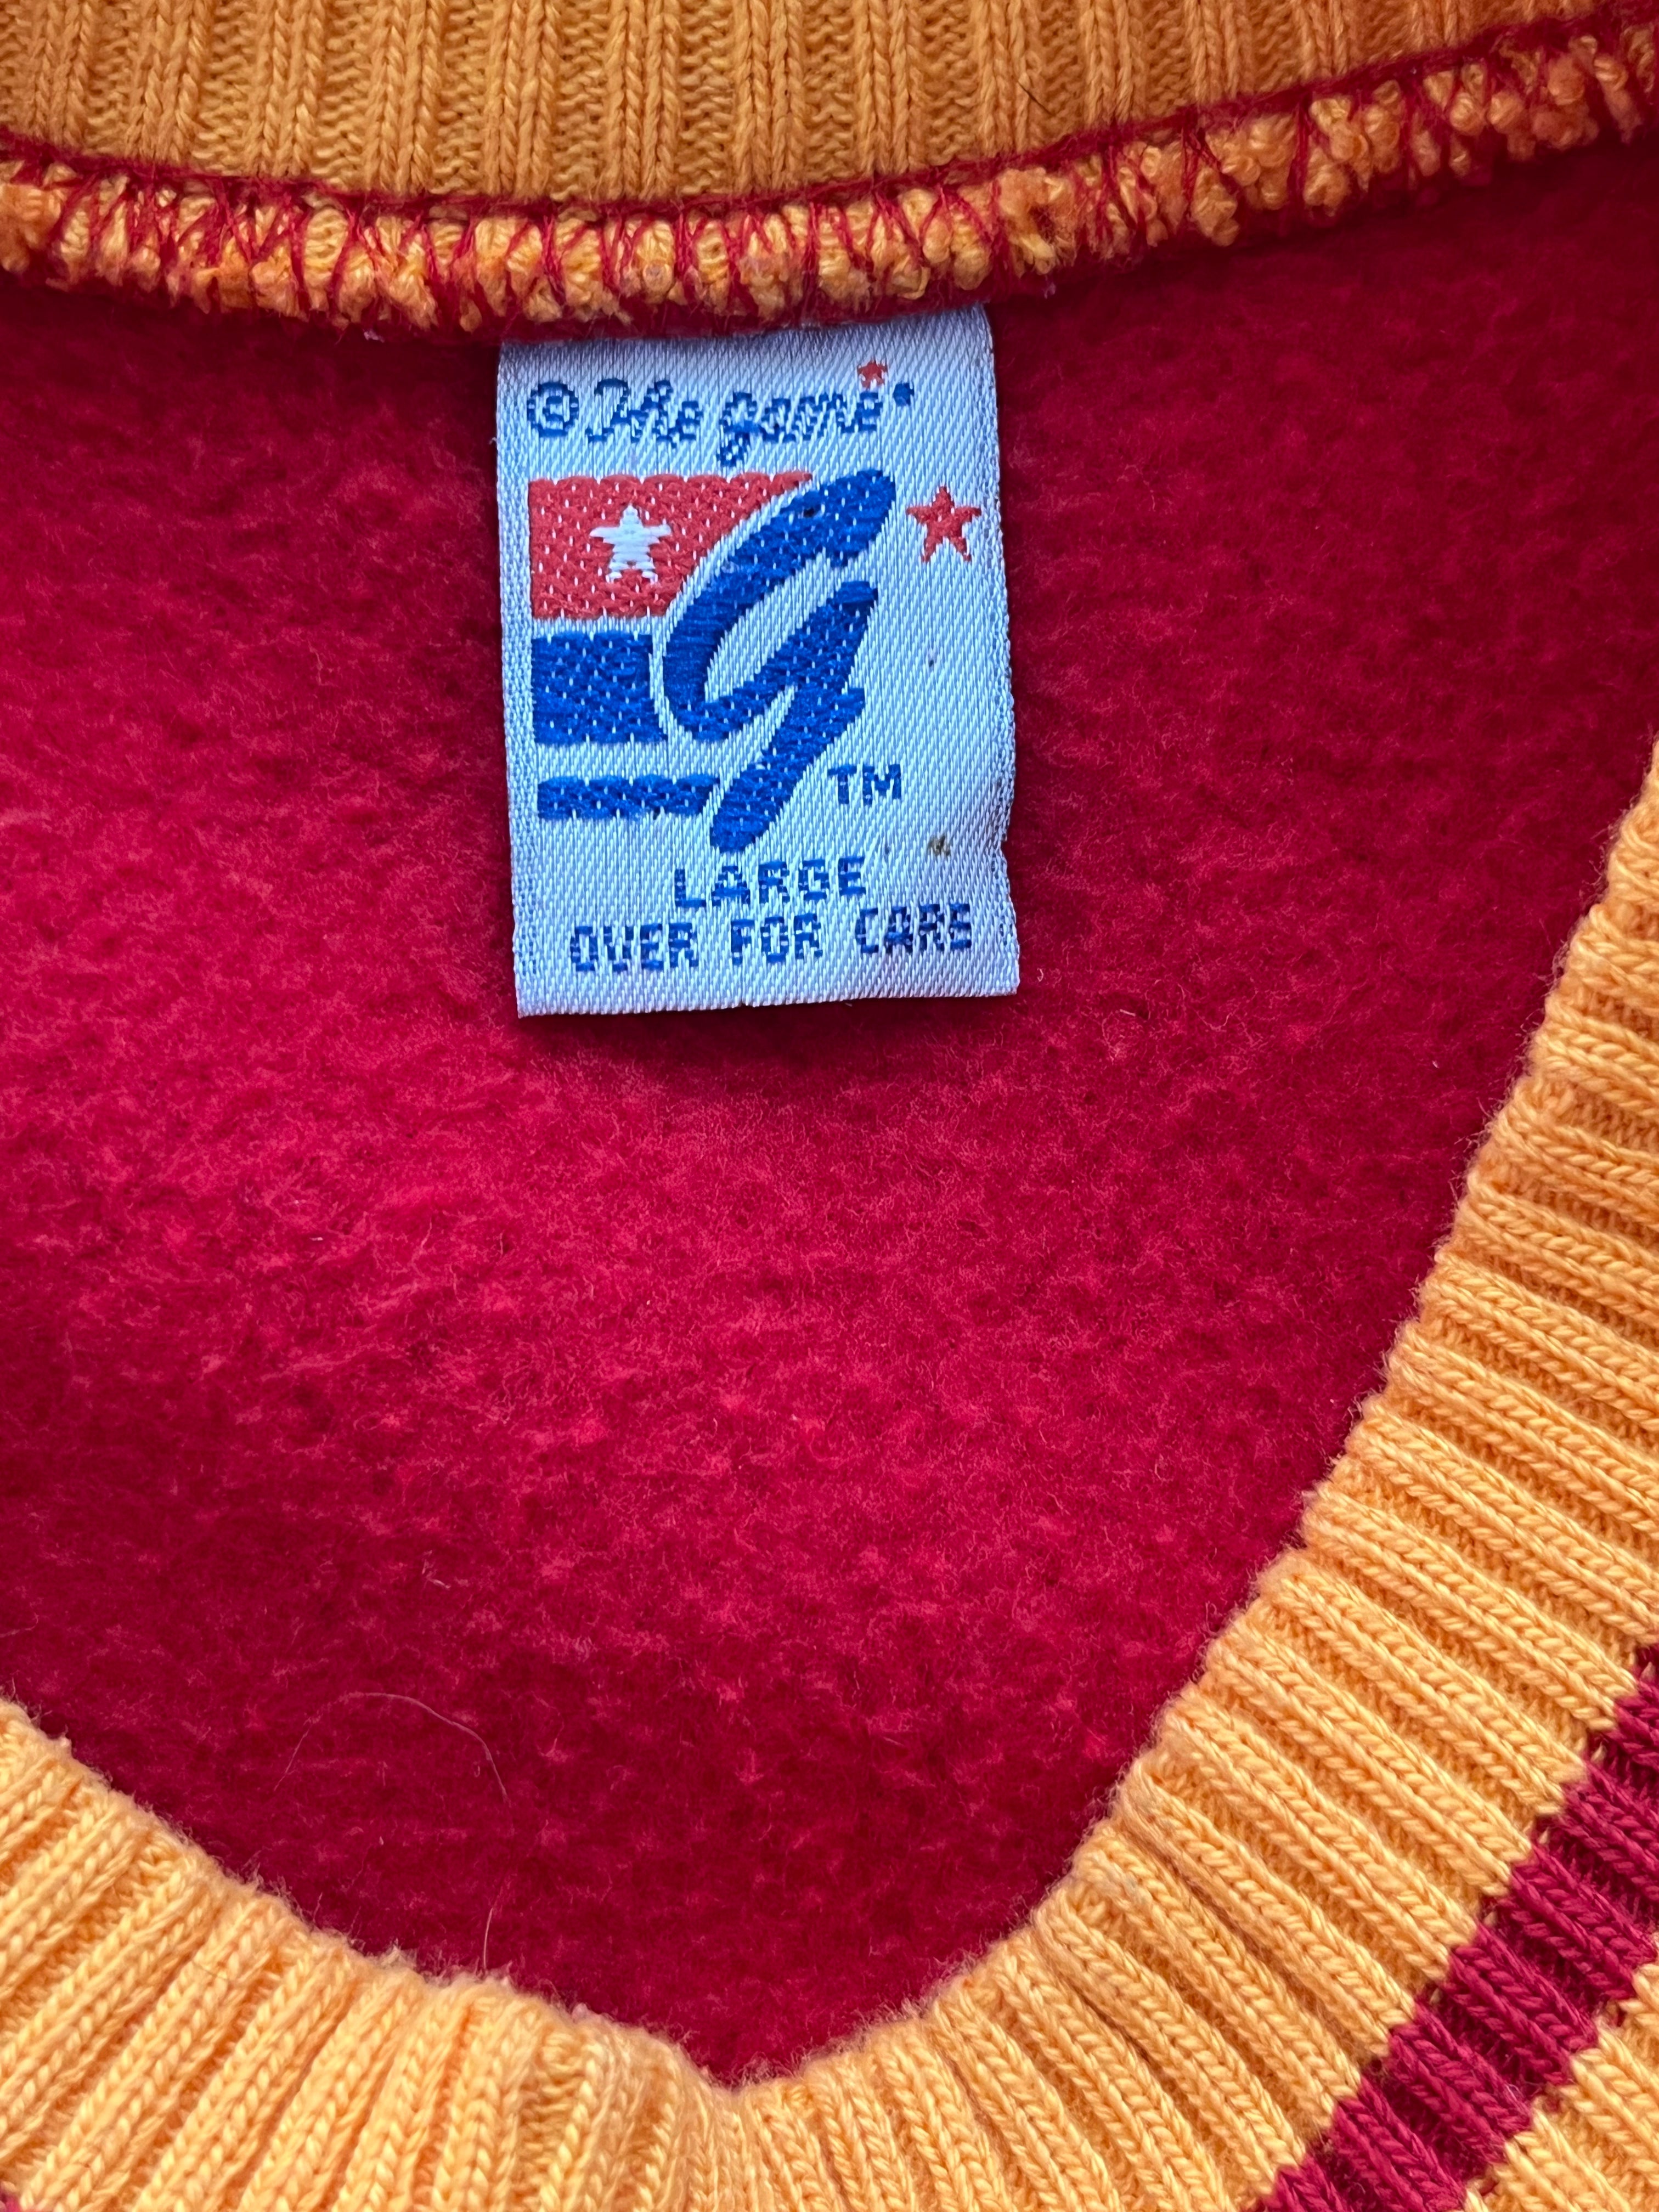 © The game
G
TM
LARGE
OVER FOR CARE